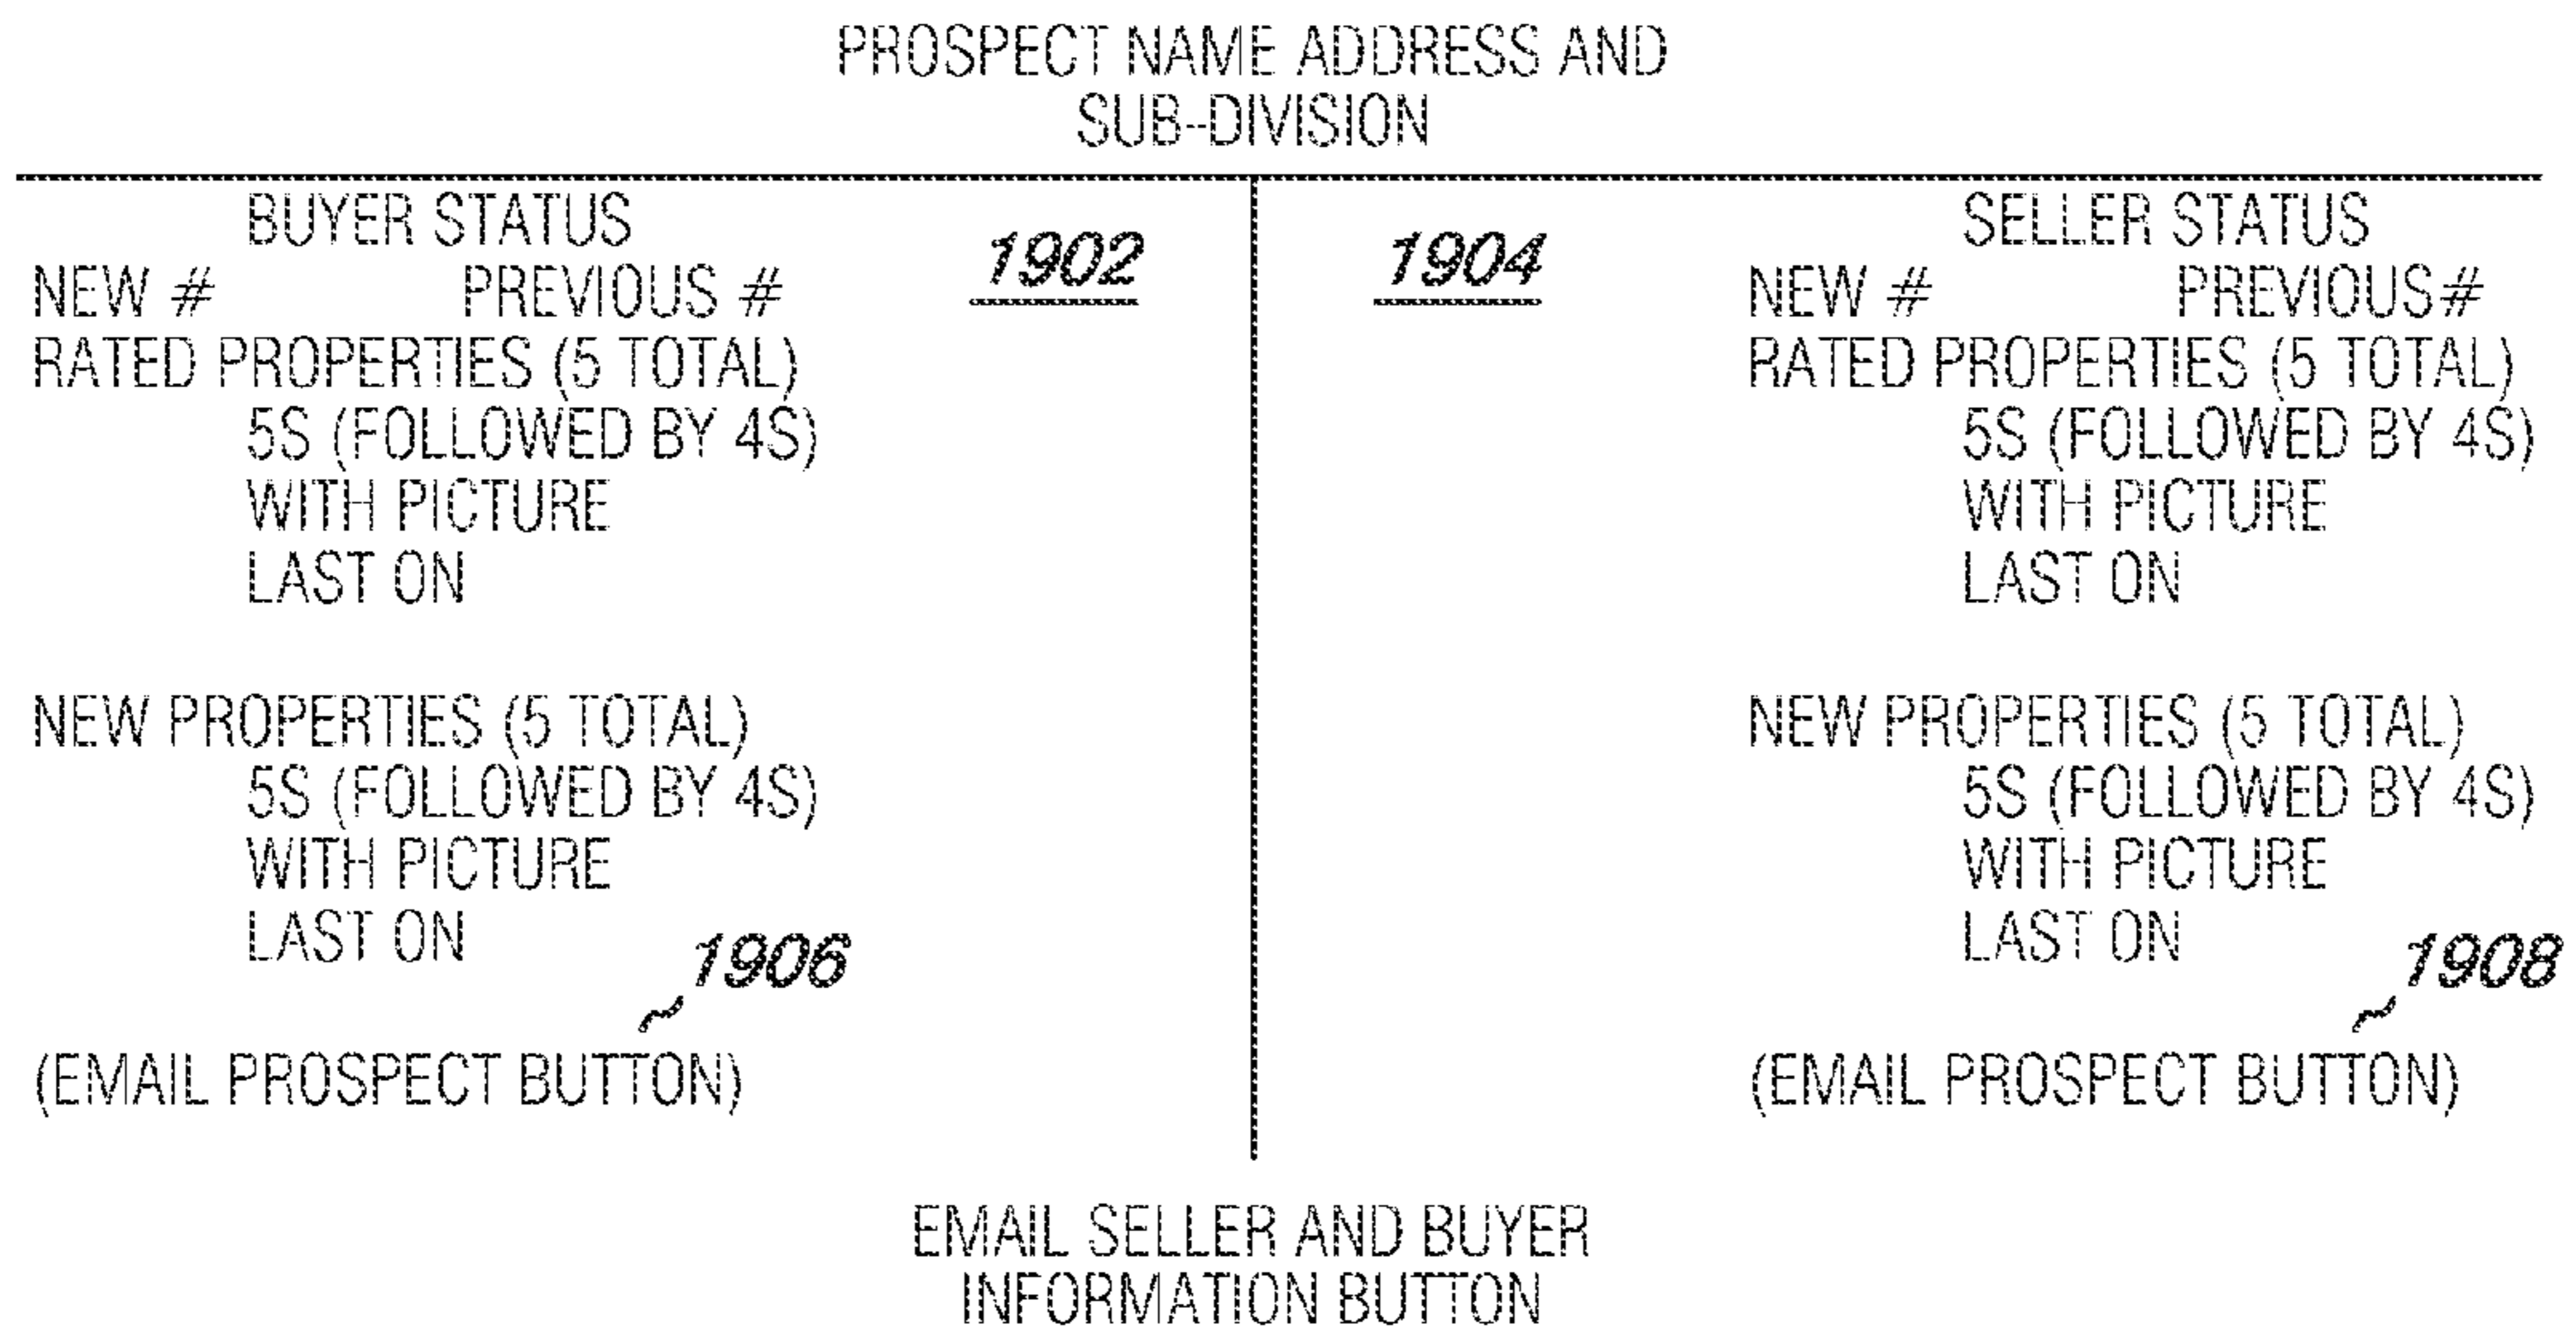 PROSPECT NAME ADDRESS AND
SUB-DIVISION
BUYER STATUS
1902
NEW # PREVIOUS #
RATED PROPERTIES (5 TOTAL)
5S (FOLLOWED BY 4S)
WITH PICTURE
LAST ON
NEW PROPERTIES (5 TOTAL)
5S (FOLLOWED BY 4S)
WITH PICTURE
LAST ON
1906
(EMAIL PROSPECT BUTTON)
1904
SELLER STATUS
NEW # PREVIOUS#
RATED PROPERTIES (5 TOTAL)
5S (FOLLOWED BY 4S)
WITH PICTURE
LAST ON
NEW PROPERTIES (5 TOTAL)
5S (FOLLOWED BY 4S)
WITH PICTURE
LAST ON
1908
(EMAIL PROSPECT BUTTON)
EMAIL SELLER AND BUYER
INFORMATION BUTTON